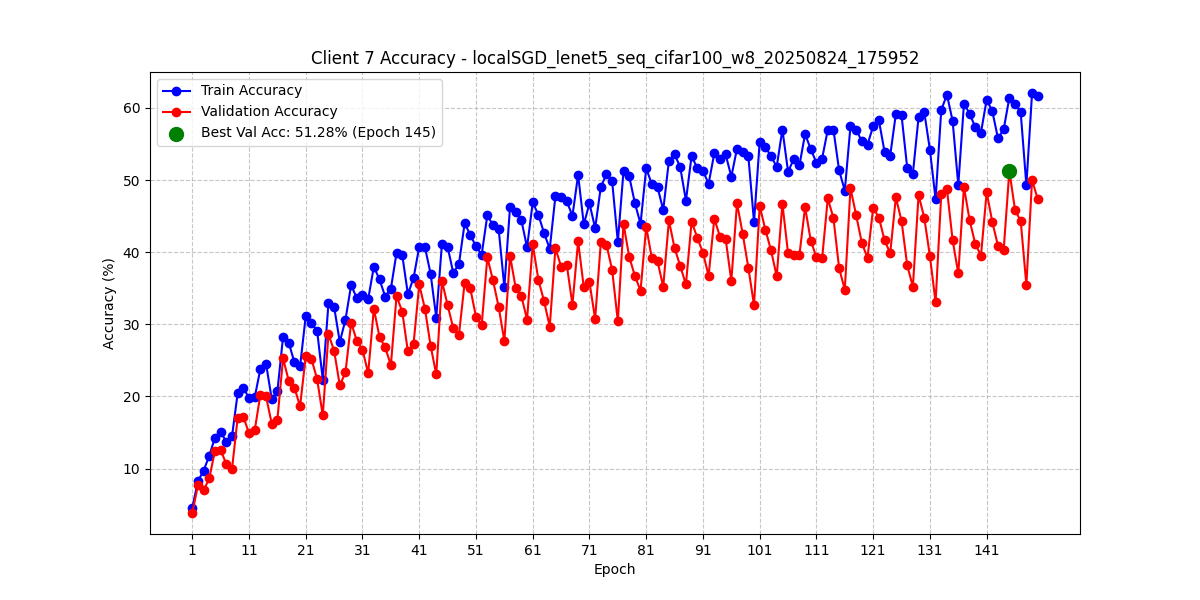 Client 7 Accuracy - localSGD_lenet5_seq_cifar100_w8_20250824_175952
Train Accuracy
Validation Accuracy
Best Val Acc: 51.28% (Epoch 145)
Accuracy (%)
60
50
40
30
20
10
1 11 21 31 41 51 61 71 81 91 101 111 121 131 141
Epoch